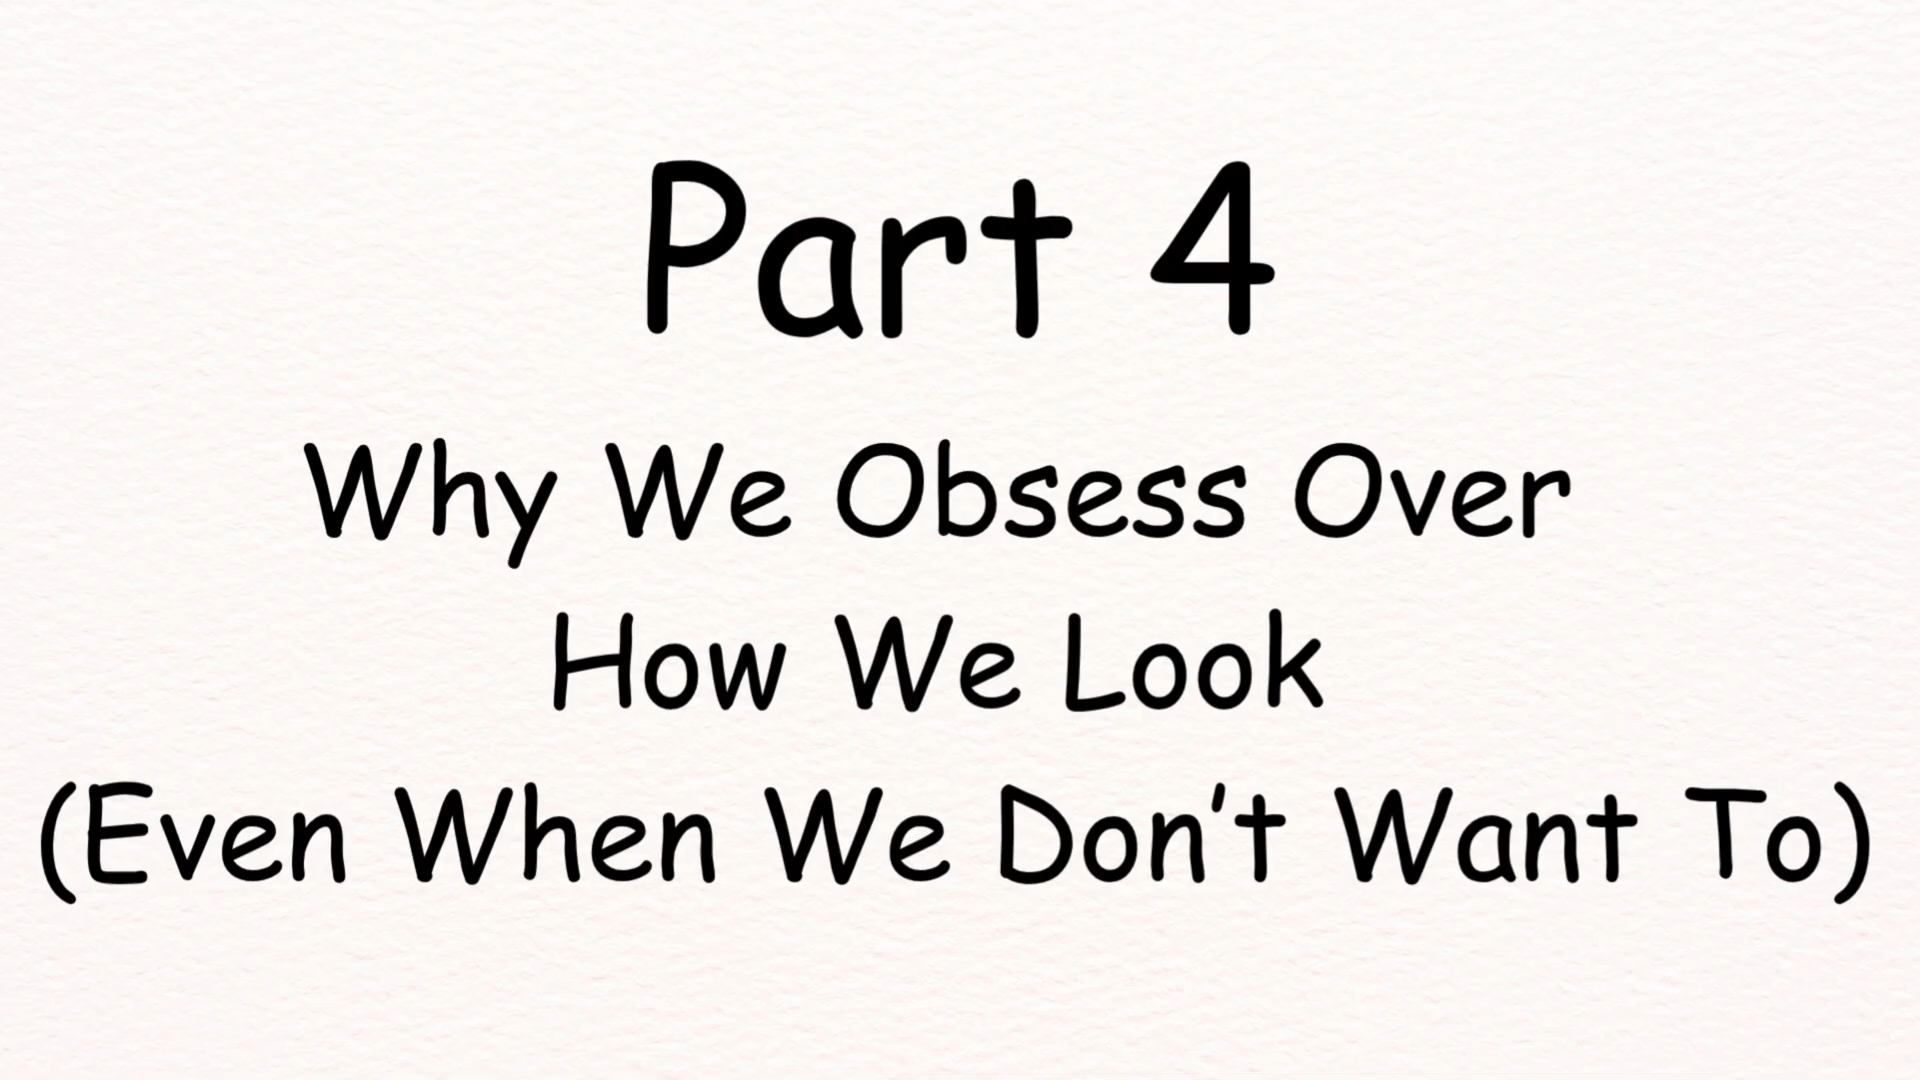 Part 4
Why We Obsess Over
How We Look
(Even When We Don’t Want To)